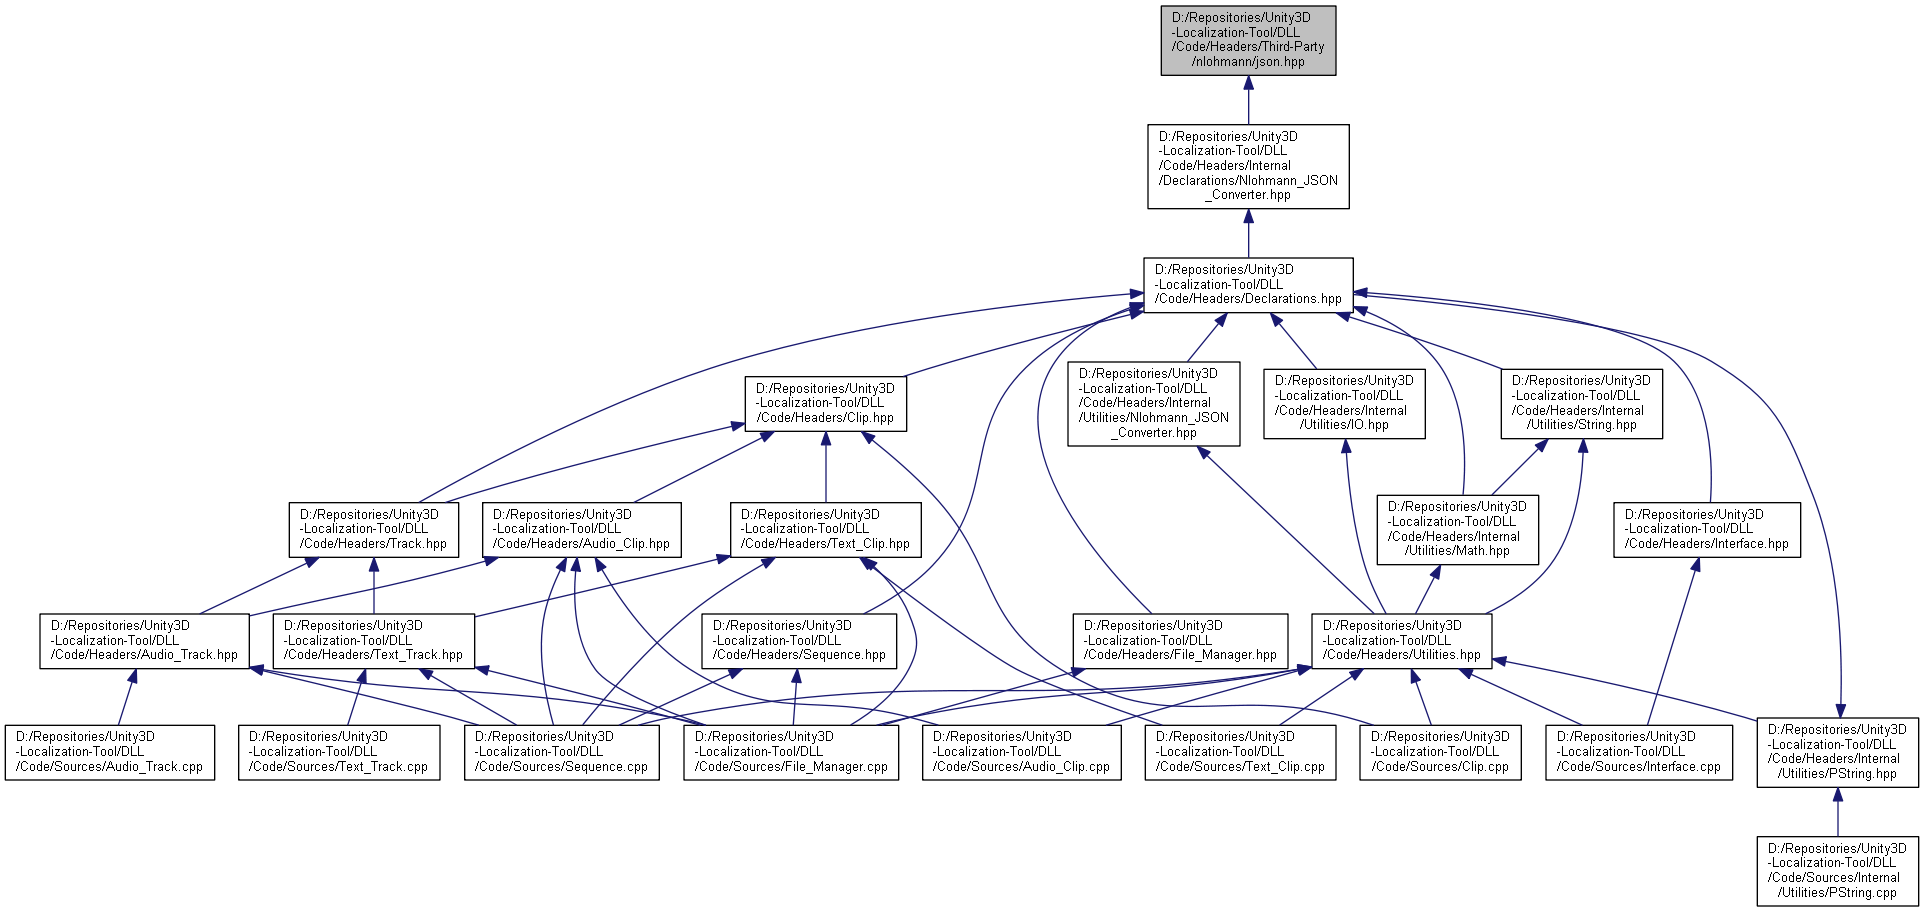 D:/Repositories/Unity3D
-Localization-Tool/DLL
/Code/Headers/Third-Party
/nlohmann/json.hpp
D:/Repositories/Unity3D
-Localization-Tool/DLL
/Code/Headers/Internal
/Declarations/Nlohmann_JSON
_Converter.hpp
D:/Repositories/Unity3D
-Localization-Tool/DLL
/Code/Headers/Declarations.hpp
D:/Repositories/Unity3D
-Localization-Tool/DLL
/Code/Headers/Clip.hpp
D:/Repositories/Unity3D
-Localization-Tool/DLL
/Code/Headers/Internal
/Utilities/Nlohmann_JSON
_Converter.hpp
D:/Repositories/Unity3D
-Localization-Tool/DLL
/Code/Headers/Internal
/Utilities/IO.hpp
D:/Repositories/Unity3D
-Localization-Tool/DLL
/Code/Headers/Internal
/Utilities/String.hpp
D:/Repositories/Unity3D
-Localization-Tool/DLL
/Code/Headers/Track.hpp
D:/Repositories/Unity3D
-Localization-Tool/DLL
/Code/Headers/Audio_Clip.hpp
D:/Repositories/Unity3D
-Localization-Tool/DLL
/Code/Headers/Text_Clip.hpp
D:/Repositories/Unity3D
-Localization-Tool/DLL
/Code/Headers/Internal
/Utilities/Math.hpp
D:/Repositories/Unity3D
-Localization-Tool/DLL
/Code/Headers/Interface.hpp
D:/Repositories/Unity3D
-Localization-Tool/DLL
/Code/Headers/Audio_Track.hpp
D:/Repositories/Unity3D
-Localization-Tool/DLL
/Code/Headers/Text_Track.hpp
D:/Repositories/Unity3D
-Localization-Tool/DLL
/Code/Headers/Sequence.hpp
D:/Repositories/Unity3D
-Localization-Tool/DLL
/Code/Headers/File_Manager.hpp
D:/Repositories/Unity3D
-Localization-Tool/DLL
/Code/Headers/Utilities.hpp
D:/Repositories/Unity3D
-Localization-Tool/DLL
/Code/Sources/Audio_Track.cpp
D:/Repositories/Unity3D
-Localization-Tool/DLL
/Code/Sources/Text_Track.cpp
D:/Repositories/Unity3D
-Localization-Tool/DLL
/Code/Sources/Sequence.cpp
D:/Repositories/Unity3D
-Localization-Tool/DLL
/Code/Sources/File_Manager.cpp
D:/Repositories/Unity3D
-Localization-Tool/DLL
/Code/Sources/Audio_Clip.cpp
D:/Repositories/Unity3D
-Localization-Tool/DLL
/Code/Sources/Text_Clip.cpp
D:/Repositories/Unity3D
-Localization-Tool/DLL
/Code/Sources/Clip.cpp
D:/Repositories/Unity3D
-Localization-Tool/DLL
/Code/Sources/Interface.cpp
D:/Repositories/Unity3D
-Localization-Tool/DLL
/Code/Headers/Internal
/Utilities/PString.hpp
D:/Repositories/Unity3D
-Localization-Tool/DLL
/Code/Sources/Internal
/Utilities/PString.cpp